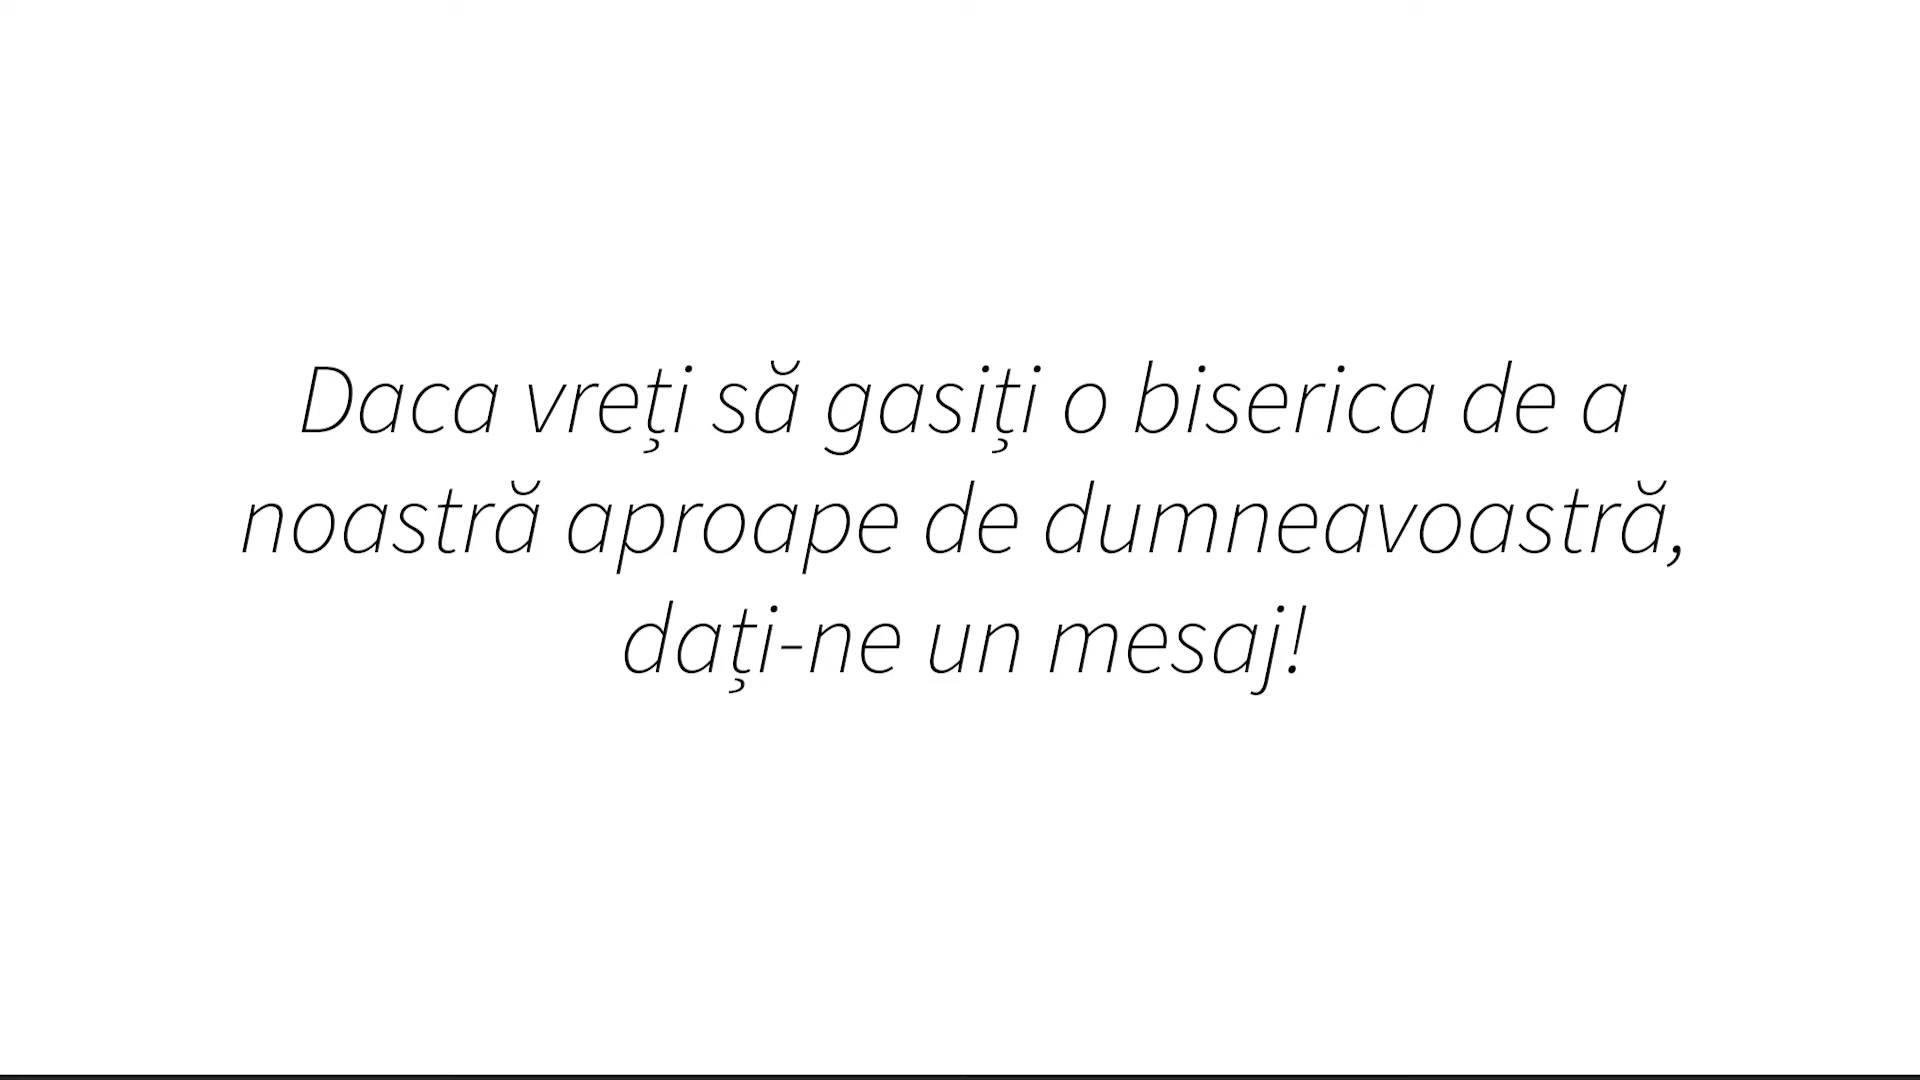 Daca vreți să gasiți o biserica de a
noastră aproape de dumneavoastră,
dați-ne un mesaj!